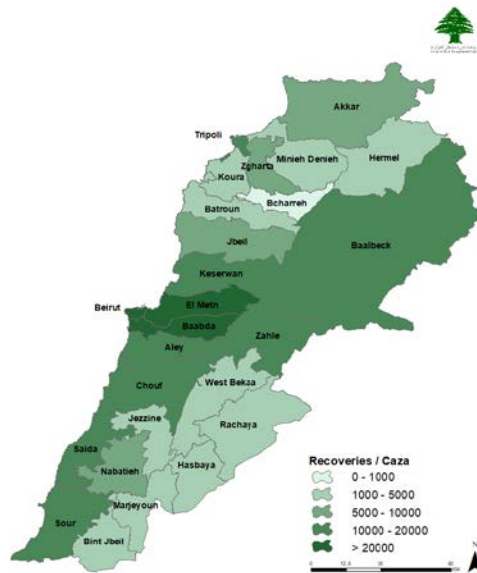 Akkar
Tripoli
Zgharta
Minieh Denieh
Hermel
Koura
Bcharreh
Batroun
Jbeil
Baalbeck
Keserwan
El Metn
Beirut
Baabda
Zahle
Aley
West Bekaa
Chouf
Jezzine
Rachaya
Saida
Nabatieh
Hasbaya
Marjeyoun
Sour
Bint Jbeil
Recoveries / Caza
0 - 1000
1000 - 5000
5000 - 10000
10000 - 20000
> 20000